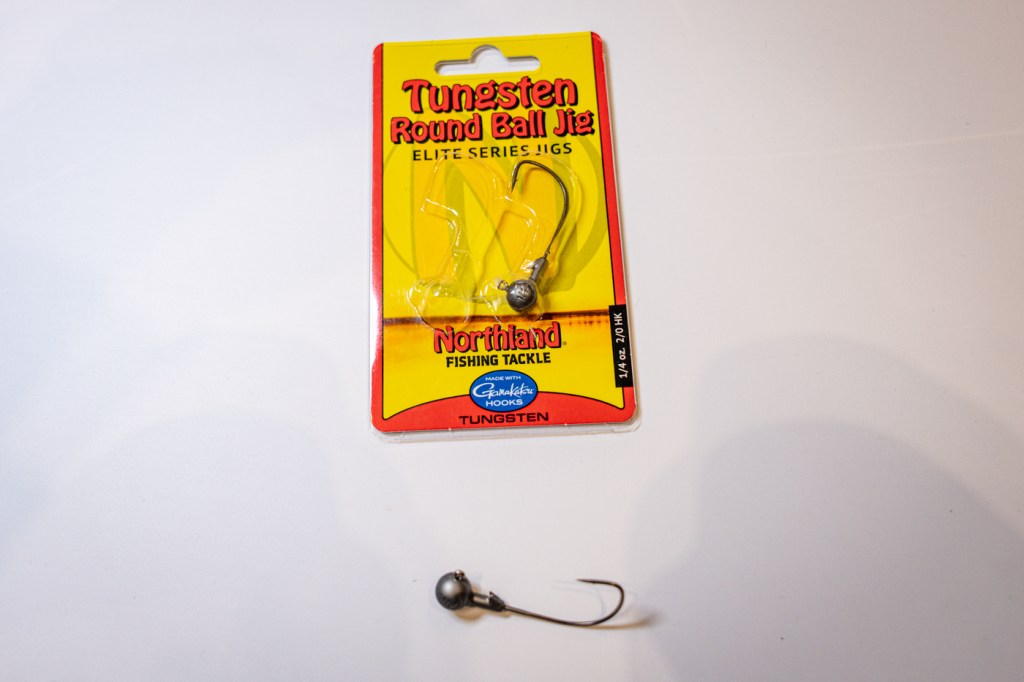 Tungsten
Round Ball Jig
ELITE SERIES JIGS
Northland®
FISHING TACKLE
1/4 oz. 2/0 HK
MADE WITH
Gamakatsu
HOOKS
TUNGSTEN